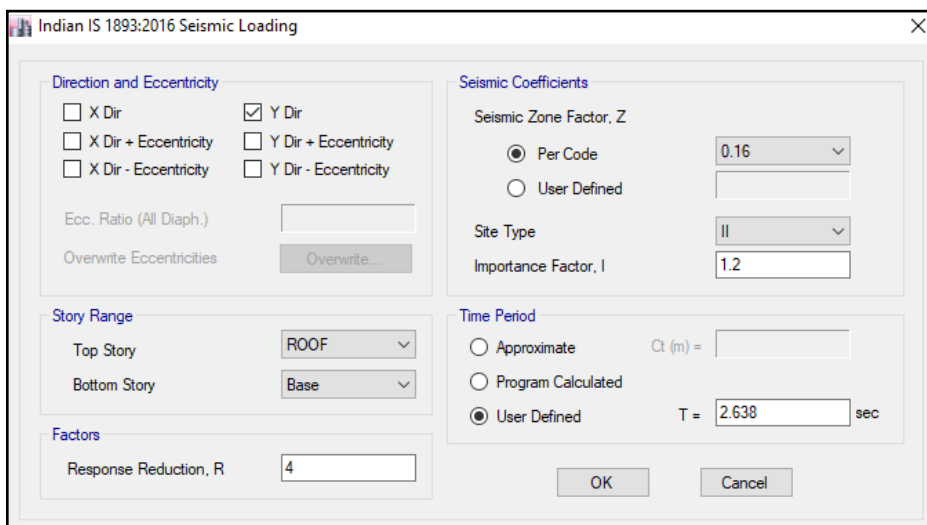 Indian IS 1893:2016 Seismic Loading
Direction and Eccentricity
X Dir
Y Dir
X Dir + Eccentricity
Y Dir + Eccentricity
X Dir - Eccentricity
Y Dir - Eccentricity
Ecc. Ratio (All Diaph.)
Overwrite Eccentricities
Overwrite...
Story Range
Top Story
ROOF
Bottom Story
Base
Factors
Response Reduction, R
4
Seismic Coefficients
Seismic Zone Factor, Z
Per Code
0.16
User Defined
Site Type
II
Importance Factor, I
1.2
Time Period
Approximate
Ct (m) =
Program Calculated
User Defined
T =
2.638
sec
OK
Cancel